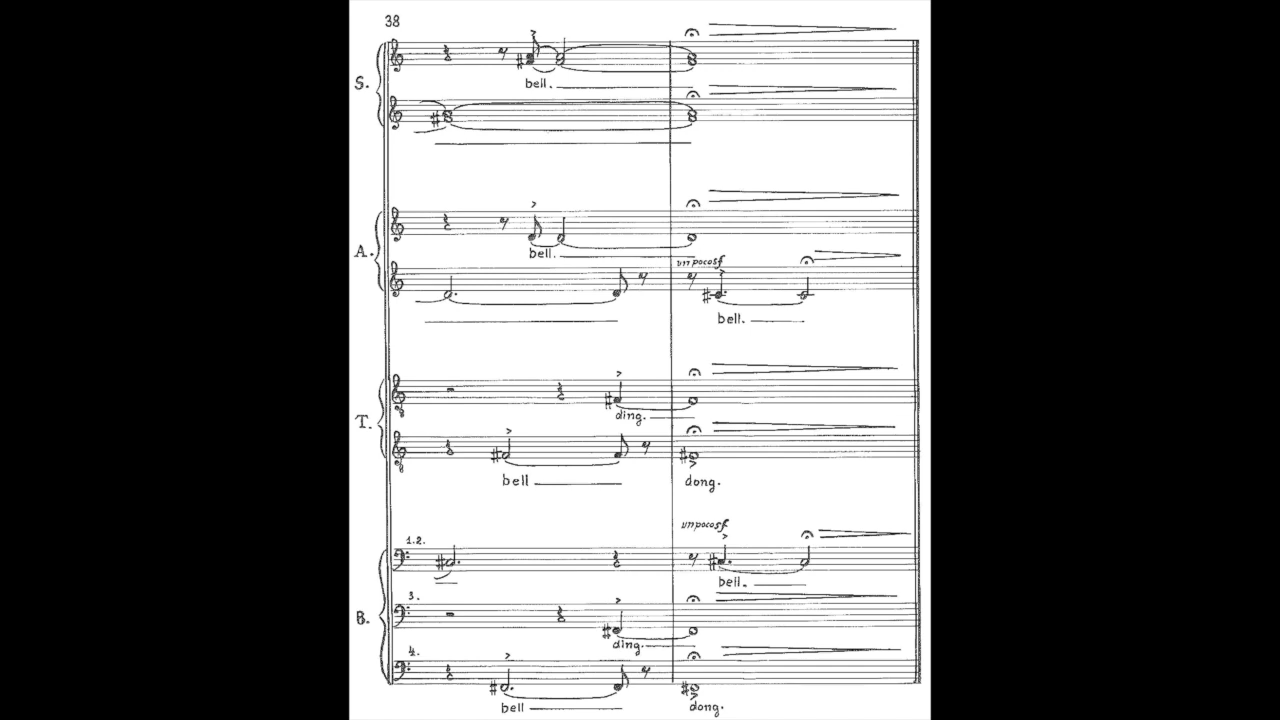 38
S.
bell.
A.
bell.
un poco sf
bell.
T.
ding.
bell
dong.
un poco sf
1.2.
bell.
3.
B.
ding.
4.
bell
dong.